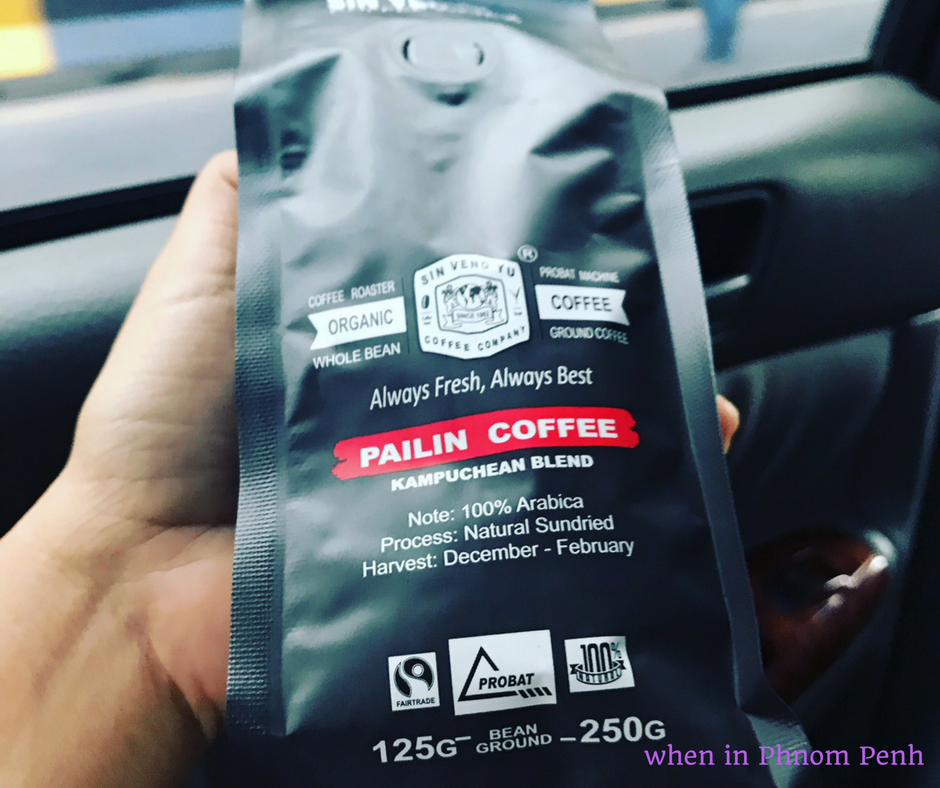 COFFEE ROASTER
ORGANIC
WHOLE BEAN
SIN VENG YU
SINCE 1982
COFFEE COMPANY
®
PROBAT MACHINE
COFFEE
GROUND COFFEE
Always Fresh, Always Best
PAILIN COFFEE
KAMPUCHEAN BLEND
Note: 100% Arabica
Process: Natural Sundried
Harvest: December - February
FAIRTRADE
PROBAT
100%
NATURAL
125G – BEAN GROUND – 250G
when in Phnom Penh